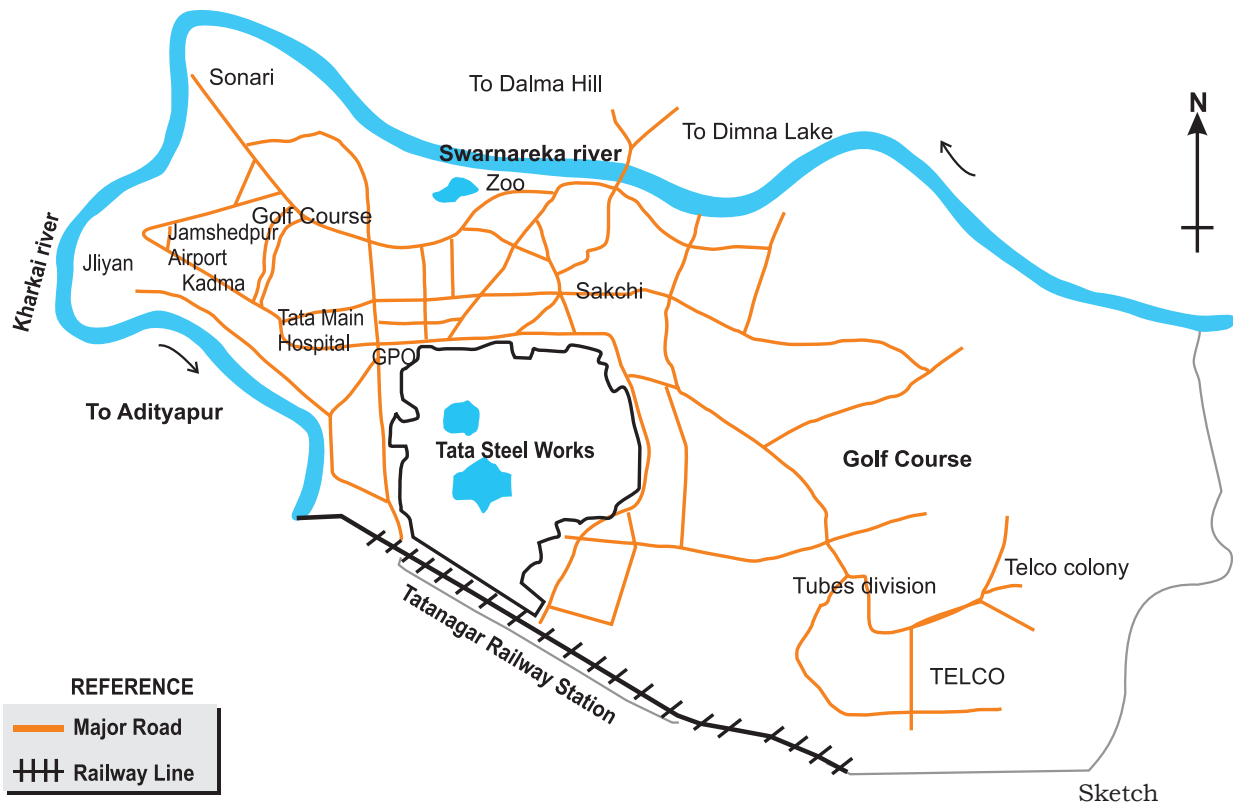 Sonari
To Dalma Hill
N
To Dimna Lake
Swarnareka river
Zoo
Golf Course
Jamshedpur
Airport
Kadma
Jliyan
Kharkai river
Sakchi
Tata Main
Hospital
GPO
To Adityapur
Tata Steel Works
Golf Course
Telco colony
Tubes division
TELCO
Tatanagar Railway Station
REFERENCE
Major Road
Railway Line
Sketch